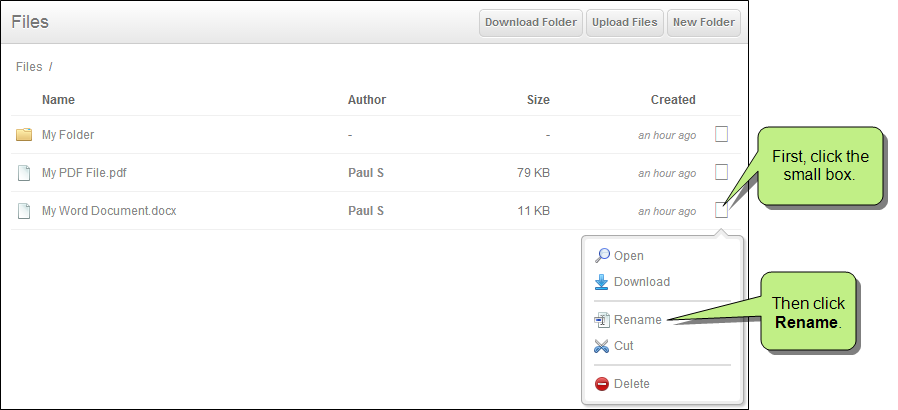 Files
Download Folder Upload Files New Folder
Files /
Name Author Size Created
My Folder - - an hour ago
My PDF File.pdf Paul S 79 KB an hour ago
My Word Document.docx Paul S 11 KB an hour ago
First, click the
small box.
Open
Download
Rename
Cut
Delete
Then click
Rename.